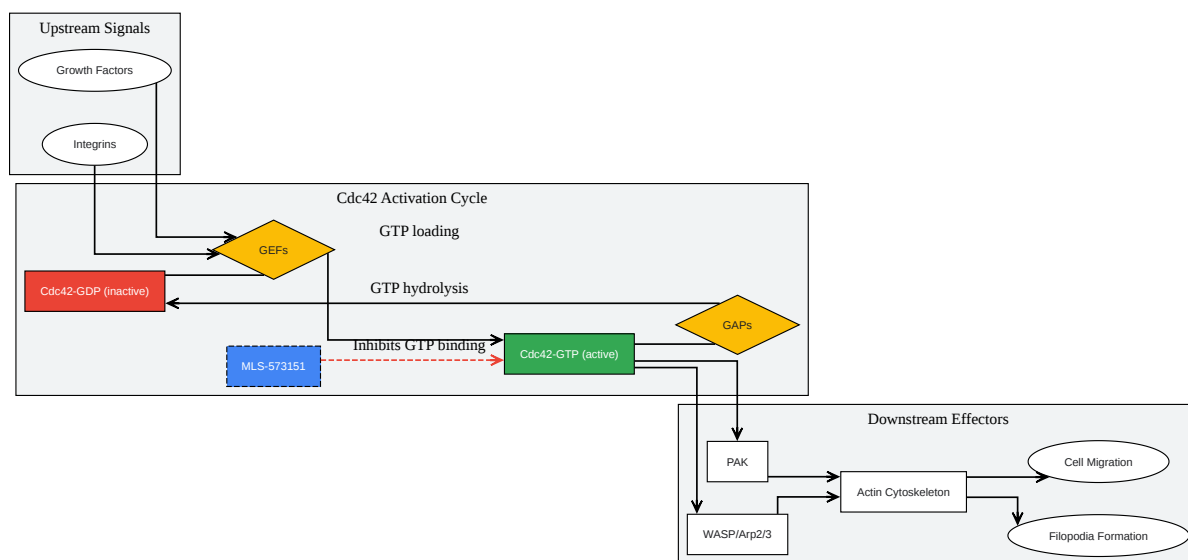 Upstream Signals
Growth Factors
Integrins
Cdc42 Activation Cycle
GTP loading
GEFs
Cdc42-GDP (inactive)
GTP hydrolysis
GAPs
Inhibits GTP binding
Cdc42-GTP (active)
MLS-573151
Downstream Effectors
PAK
Cell Migration
Actin Cytoskeleton
WASP/Arp2/3
Filopodia Formation